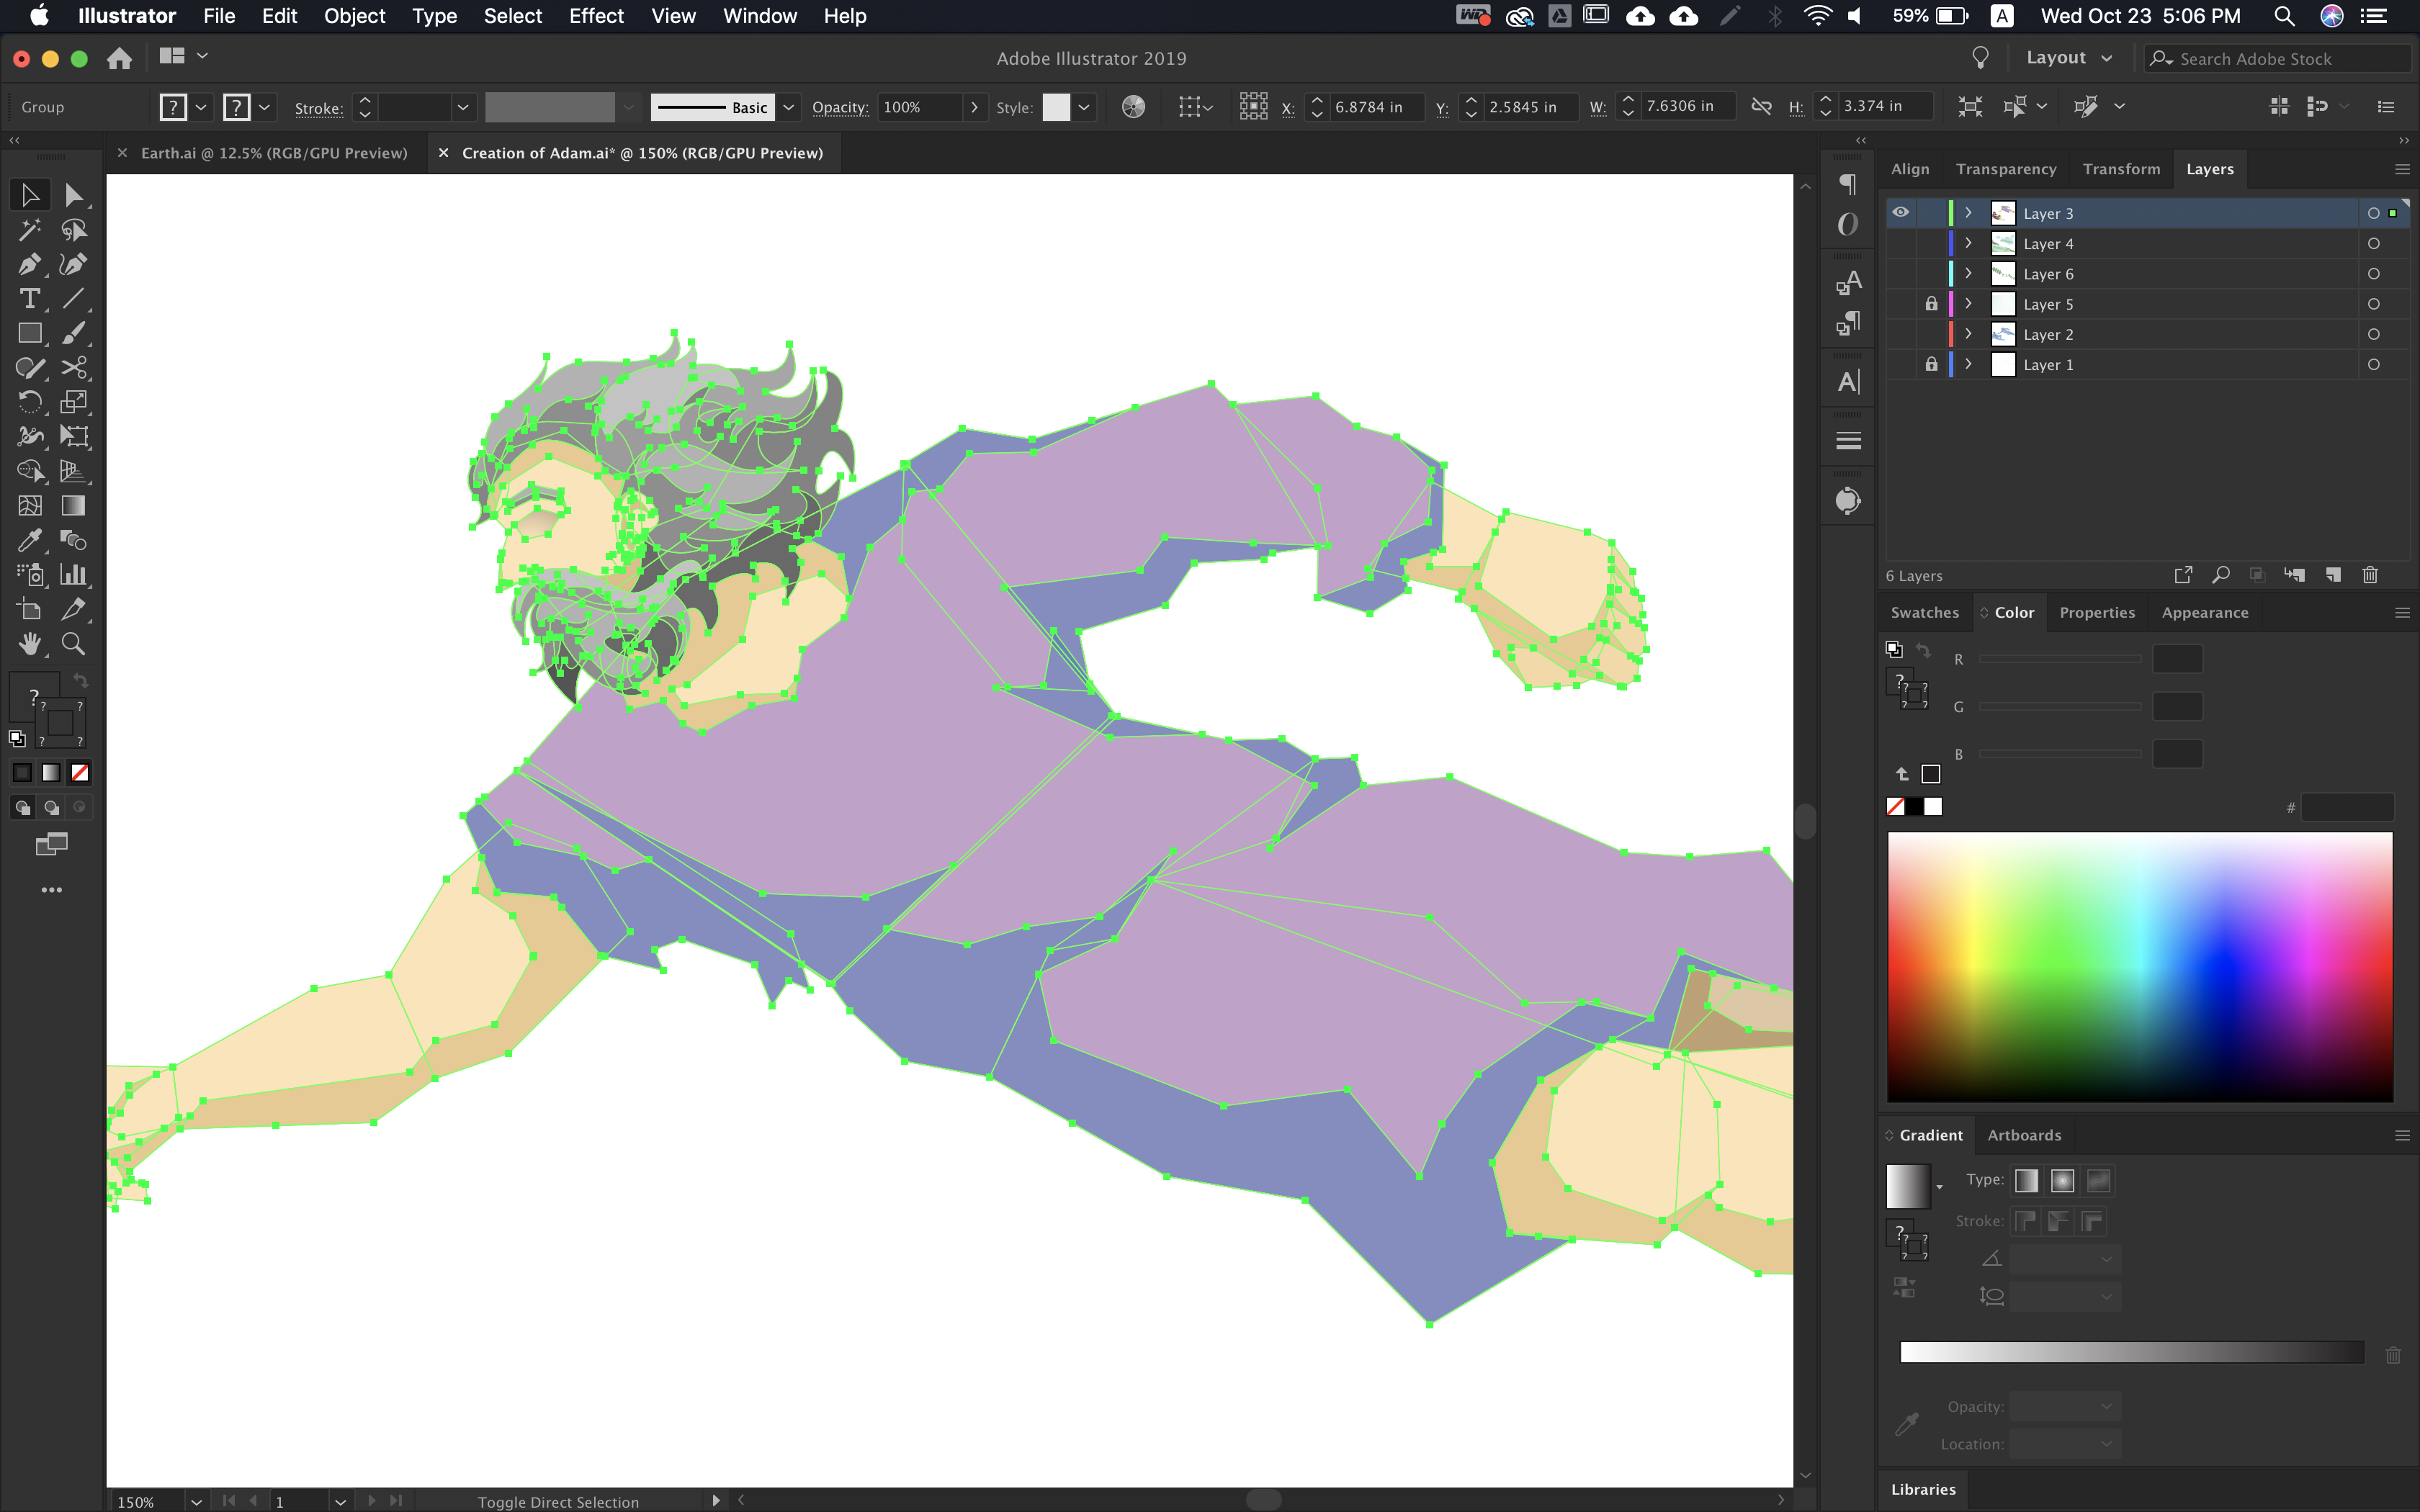 Illustrator File Edit Object Type Select Effect View Window Help 59% A Wed Oct 23 5:06 PM
Adobe Illustrator 2019 Layout Search Adobe Stock
Group ? ? Stroke: Basic Opacity: 100% Style: X: 6.8784 in Y: 2.5845 in W: 7.6306 in H: 3.374 in
Earth.ai @ 12.5% (RGB/GPU Preview) Creation of Adam.ai* @ 150% (RGB/GPU Preview)
Align Transparency Transform Layers
Layer 3
Layer 4
Layer 6
Layer 5
Layer 2
Layer 1
6 Layers
Swatches Color Properties Appearance
R
G
B
#
Gradient Artboards
Type:
Stroke:
Opacity:
Location:
Libraries
150% 1 Toggle Direct Selection